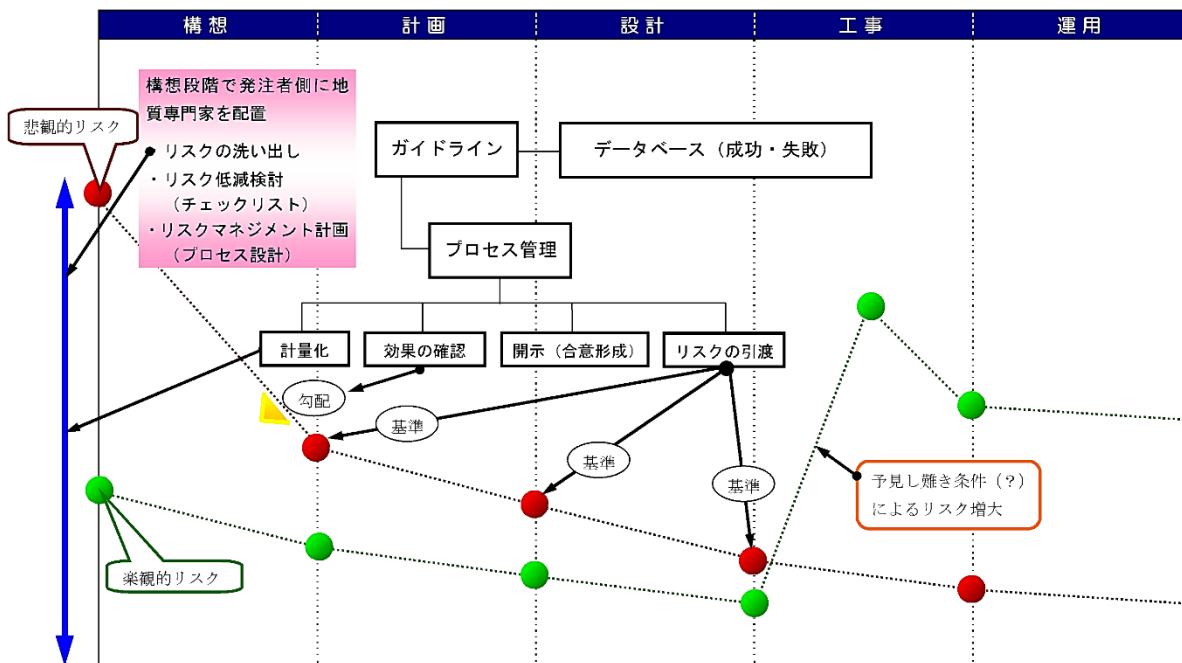 構想
計画
設計
工事
運用
構想段階で発注者側に地
質専門家を配置
・リスクの洗い出し
・リスク低減検討
（チェックリスト）
・リスクマネジメント計画
（プロセス設計）
悲観的リスク
ガイドライン
データベース（成功・失敗）
プロセス管理
計量化
効果の確認
開示（合意形成）
リスクの引渡
勾配
基準
基準
基準
予見し難き条件（？）
によるリスク増大
楽観的リスク